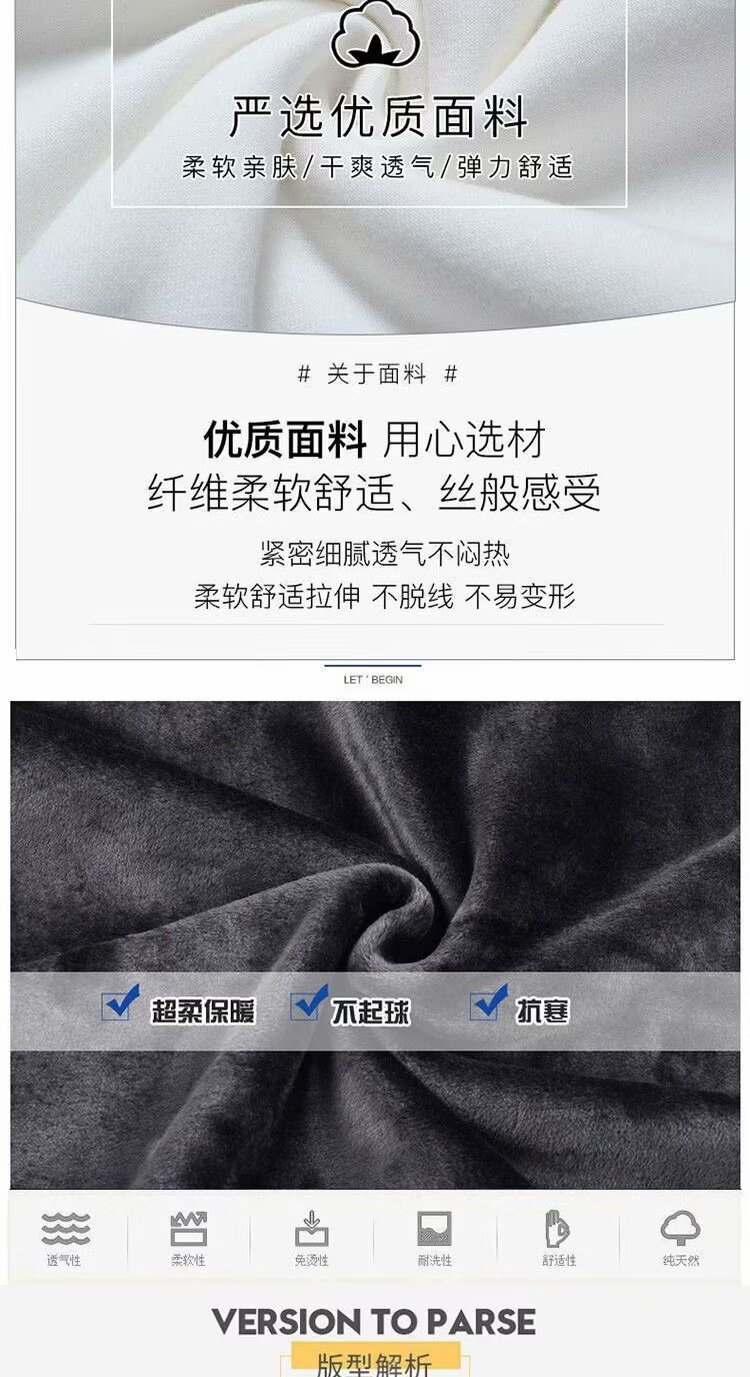 严选优质面料
柔软亲肤/干爽透气/弹力舒适
# 关于面料 #
优质面料 用心选材
纤维柔软舒适、丝般感受
紧密细腻透气不闷热
柔软舒适拉伸 不脱线 不易变形
LET ' BEGIN
超柔保暖 不起球 抗寒
透气性 柔软性 免烫性 耐洗性 舒适性 纯天然
VERSION TO PARSE
版型解析